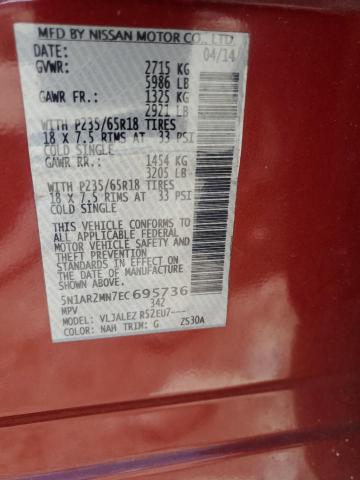 MFD BY NISSAN MOTOR CO., LTD.
DATE: 04/14
GVWR: 2715 KG
5986 LB
GAWR FR.: 1325 KG
2921 LB
WITH P235/65R18 TIRES
18 X 7.5 RIMS AT 33 PSI
COLD SINGLE
GAWR RR.: 1454 KG
3205 LB
WITH P235/65R18 TIRES
18 X 7.5 RIMS AT 33 PSI
COLD SINGLE
THIS VEHICLE CONFORMS TO
ALL APPLICABLE FEDERAL
MOTOR VEHICLE SAFETY
AND THEFT PREVENTION
STANDARDS IN EFFECT ON
THE DATE OF MANUFACTURE
SHOWN ABOVE.
5N1AR2MN7EC695736
MPV 342
MODEL: VLJALEZ R52EU7----
COLOR: NAH TRIM: G ZS30A